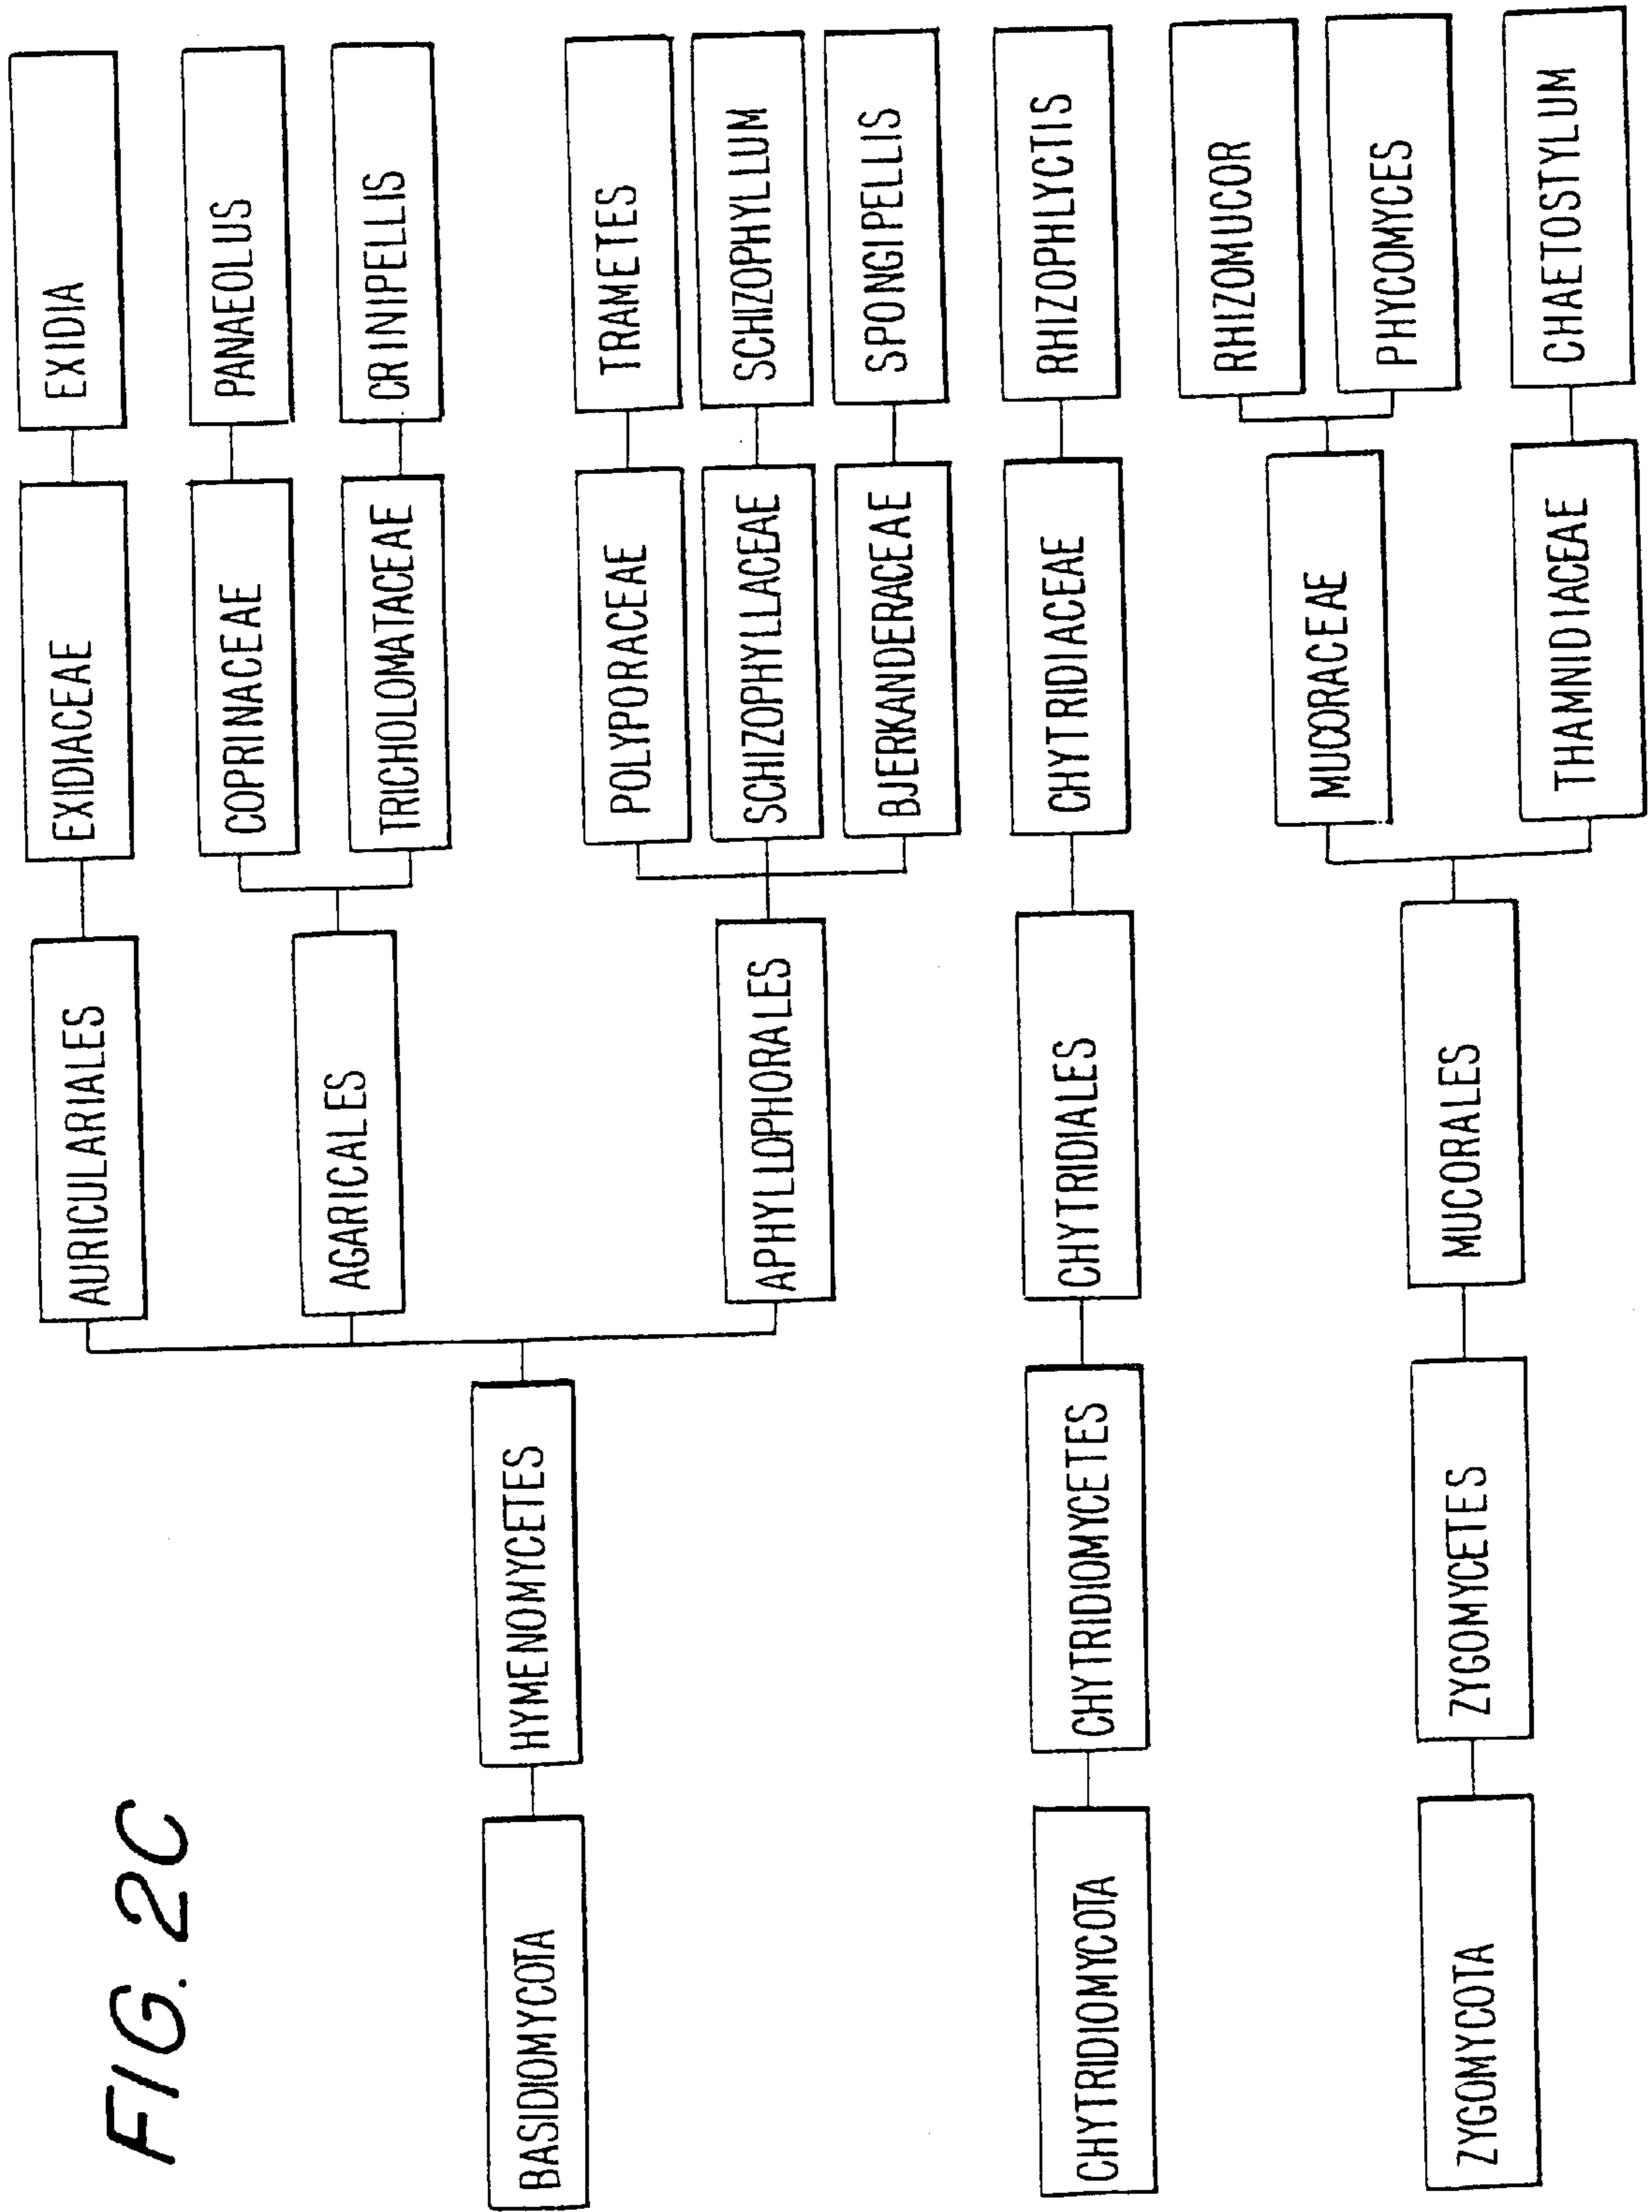 FIG. 2C
BASIDIOMYCOTA
HYMENOMYCETES
AURICULARIALES
EXIDIACEAE
EXIDIA
AGARICALES
COPRINACEAE
PANAEOLUS
TRICHOLOMATACEAE
CRINIPELLIS
APHYLLOPHORALES
POLYPORACEAE
TRAMETES
SCHIZOPHYLLACEAE
SCHIZOPHYLLUM
BJERKANDERACEAE
SPONGIPELLIS
CHYTRIDIOMYCOTA
CHYTRIDIOMYCETES
CHYTRIDIALES
CHYTRIDIACEAE
RHIZOPHLYCTIS
ZYGOMYCOTA
ZYGOMYCETES
MUCORALES
MUCORACEAE
RHIZOMUCOR
PHYCOMYCES
THAMNIDIACEAE
CHAETOSTYLUM